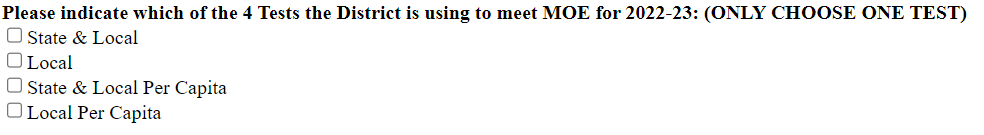 Please indicate which of the 4 Tests the District is using to meet MOE for 2022-23: (ONLY CHOOSE ONE TEST)
State & Local
Local
State & Local Per Capita
Local Per Capita